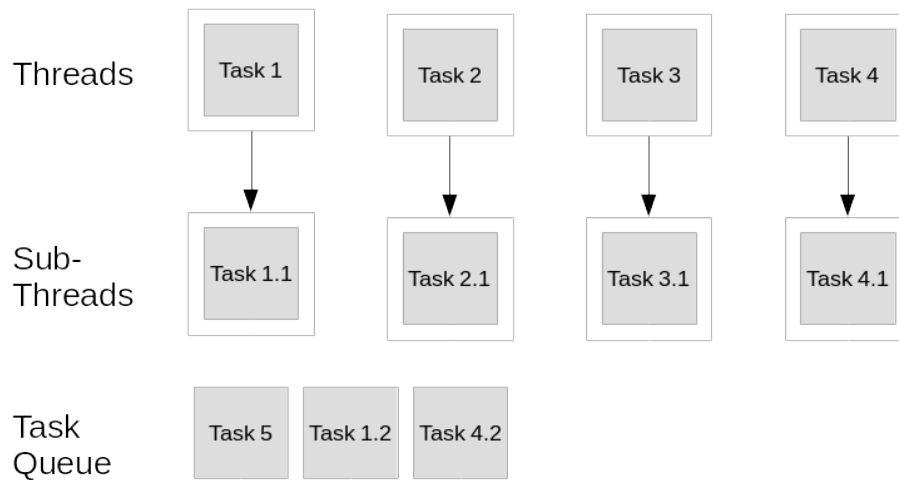 Threads
Task 1
Task 2
Task 3
Task 4
Sub-
Threads
Task 1.1
Task 2.1
Task 3.1
Task 4.1
Task
Queue
Task 5
Task 1.2
Task 4.2